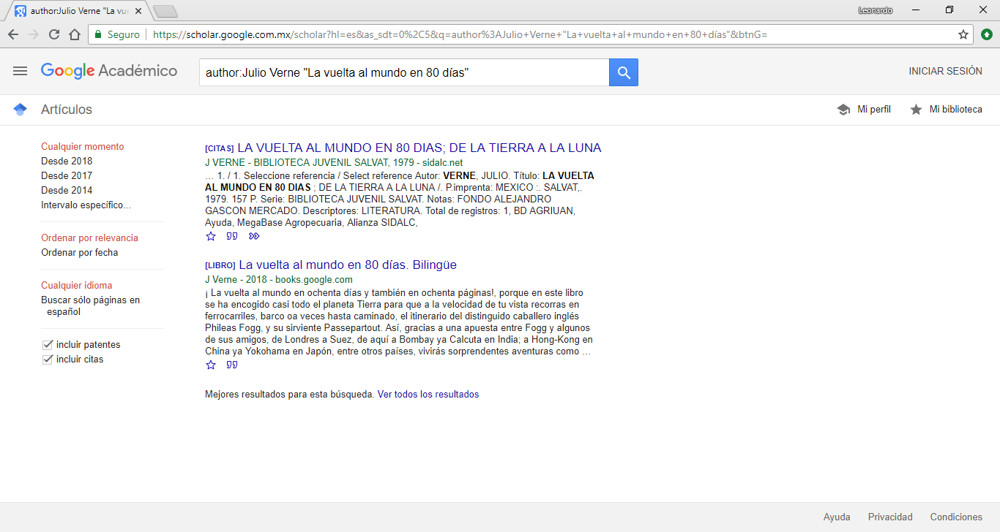 author:Julio Verne "La vue
Leonardo
Seguro
https://scholar.google.com.mx/scholar?hl=es&as_sdt=0%2C5&q=author%3AJulio+Verne+"La+vuelta+al+mundo+en+80+días"&btnG=
Google Académico
author:Julio Verne "La vuelta al mundo en 80 días"
INICIAR SESIÓN
Artículos
Mi perfil
Mi biblioteca
Cualquier momento
Desde 2018
Desde 2017
Desde 2014
Intervalo específico...
Ordenar por relevancia
Ordenar por fecha
Cualquier idioma
Buscar sólo páginas en
español
incluir patentes
incluir citas
[CITAS] LA VUELTA AL MUNDO EN 80 DIAS; DE LA TIERRA A LA LUNA
J VERNE - BIBLIOTECA JUVENIL SALVAT, 1979 - sidalc.net
... 1. / 1. Seleccione referencia / Select reference Autor: VERNE, JULIO. Título: LA VUELTA
AL MUNDO EN 80 DIAS ; DE LA TIERRA A LA LUNA /. P.imprenta: MEXICO :. SALVAT,.
1979. 157 P. Serie: BIBLIOTECA JUVENIL SALVAT. Notas: FONDO ALEJANDRO
GASCON MERCADO. Descriptores: LITERATURA. Total de registros: 1, BD AGRIUAN,
Ayuda, MegaBase Agropecuaria, Alianza SIDALC,
[LIBRO] La vuelta al mundo en 80 días. Bilingüe
J Verne - 2018 - books.google.com
¡ La vuelta al mundo en ochenta días y también en ochenta páginas!, porque en este libro
se ha encogido casi todo el planeta Tierra para que a la velocidad de tu vista recorras en
ferrocarriles, barco oa veces hasta caminado, el itinerario del distinguido caballero inglés
Phileas Fogg, y su sirviente Passepartout. Así, gracias a una apuesta entre Fogg y algunos
de sus amigos, de Londres a Suez, de aquí a Bombay ya Calcuta en India; a Hong-Kong en
China ya Yokohama en Japón, entre otros países, vivirás sorprendentes aventuras como ...
Mejores resultados para esta búsqueda. Ver todos los resultados
Ayuda
Privacidad
Condiciones